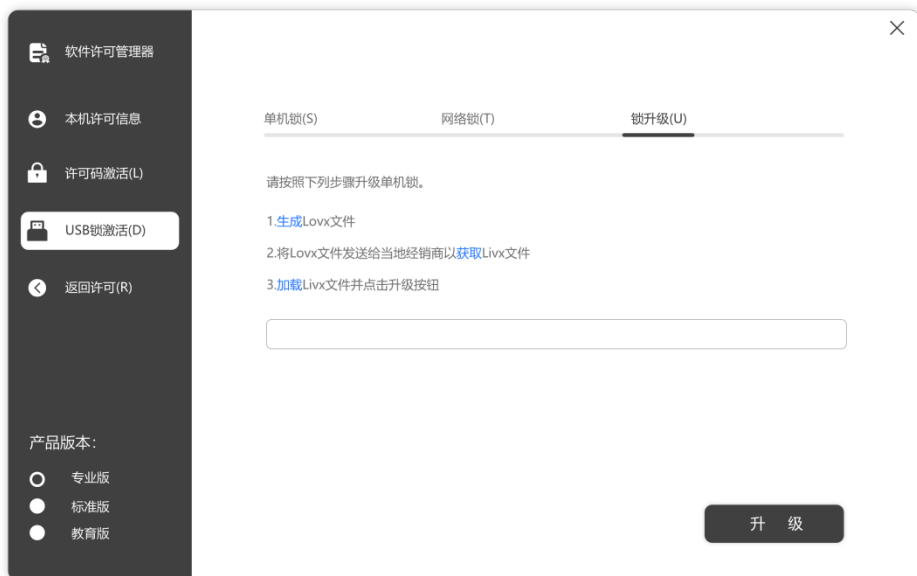 软件许可管理器
本机许可信息
许可码激活(L)
USB锁激活(D)
返回许可(R)
产品版本：
专业版
标准版
教育版
单机锁(S)
网络锁(T)
锁升级(U)
请按照下列步骤升级单机锁。
1.生成Lovx文件
2.将Lovx文件发送给当地经销商以获取Livx文件
3.加载Livx文件并点击升级按钮
升 级